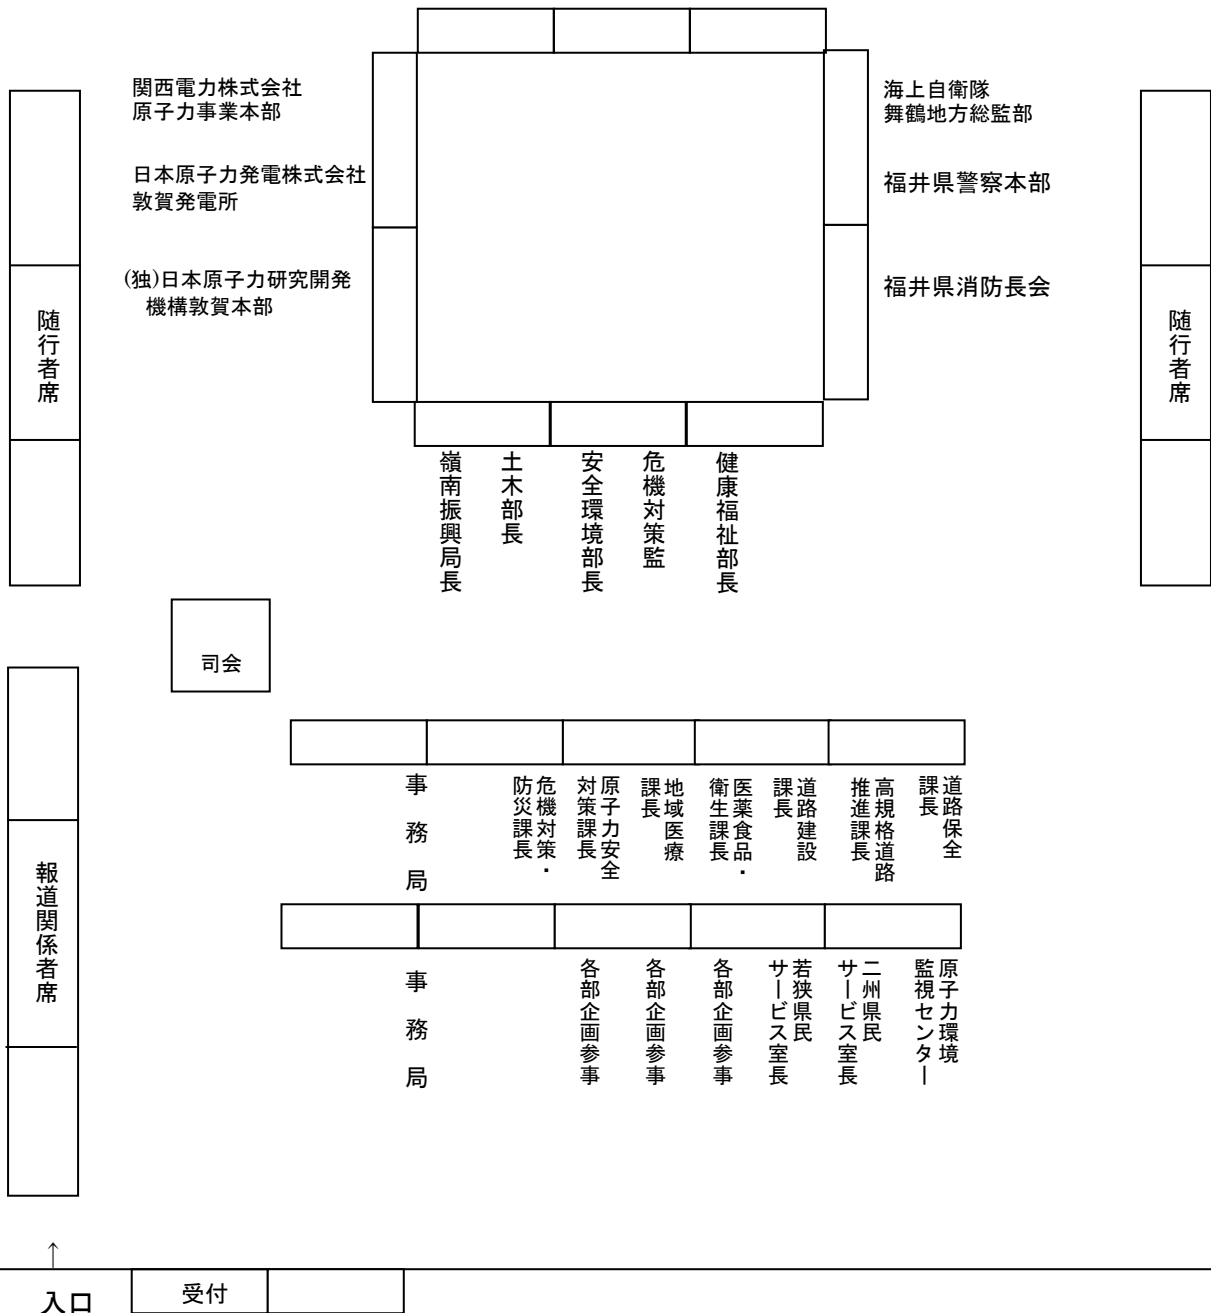 関西電力株式会社
原子力事業本部
日本原子力発電株式会社
敦賀発電所
(独)日本原子力研究開発
機構敦賀本部
海上自衛隊
舞鶴地方総監部
福井県警察本部
福井県消防長会
随行者席
随行者席
嶺南振興局長
土木部長
安全環境部長
危機対策監
健康福祉部長
司会
事務局
危機対策・
防災課長
原子力安全
対策課長
地域医療
課長
医薬食品・
衛生課長
道路建設
課長
高規格道路
推進課長
道路保全
課長
報道関係者席
事務局
各部企画参事
各部企画参事
各部企画参事
若狭県民
サービス室長
二州県民
サービス室長
原子力環境
監視センター
↑
入口
受付